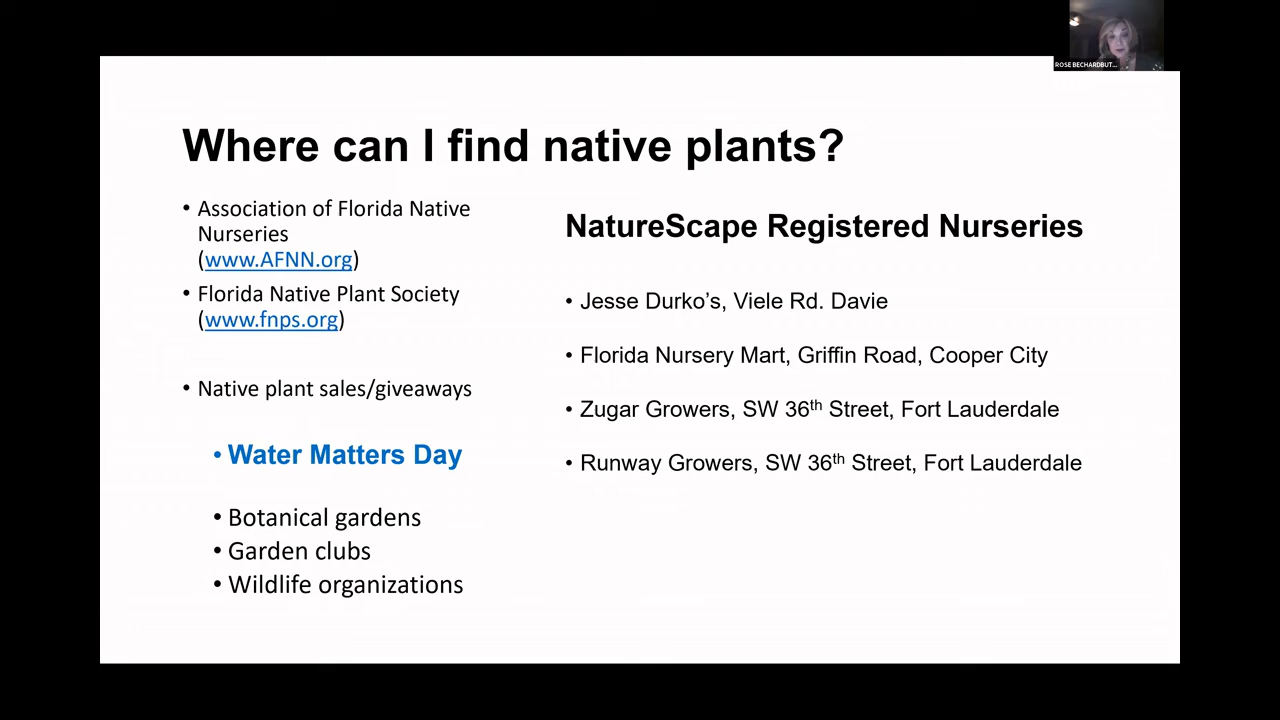 ROSE BECHARDBUT...
Where can I find native plants?
• Association of Florida Native
Nurseries
(www.AFNN.org)
• Florida Native Plant Society
(www.fnps.org)
• Native plant sales/giveaways
• Water Matters Day
• Botanical gardens
• Garden clubs
• Wildlife organizations
NatureScape Registered Nurseries
• Jesse Durko’s, Viele Rd. Davie
• Florida Nursery Mart, Griffin Road, Cooper City
• Zugar Growers, SW 36th Street, Fort Lauderdale
• Runway Growers, SW 36th Street, Fort Lauderdale